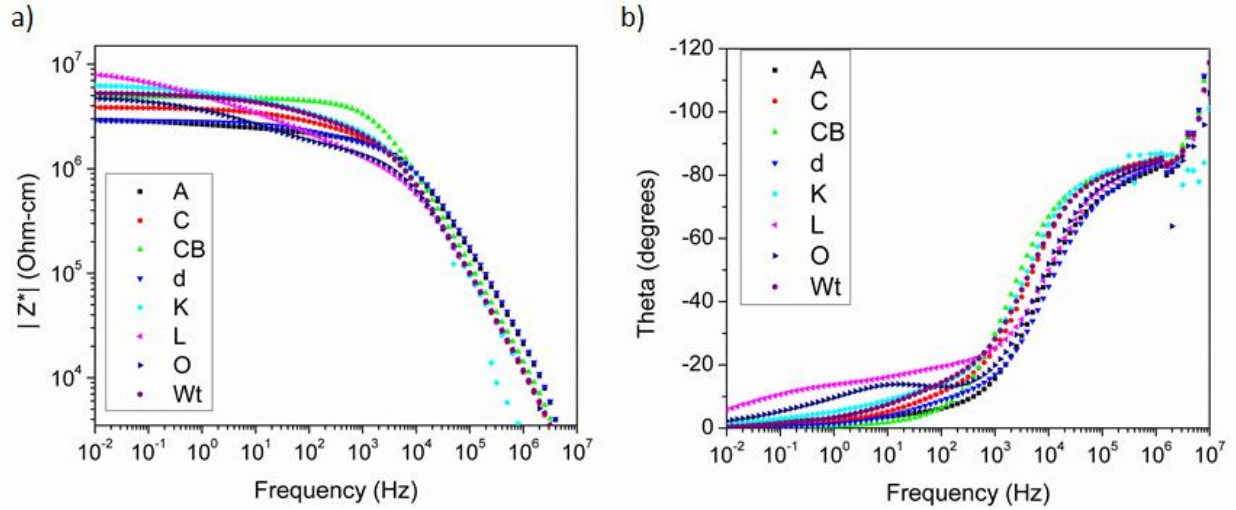 a)
10^7
10^6
10^5
10^4
| Z*| (Ohm-cm)
A
C
CB
d
K
L
O
Wt
10^-2 10^-1 10^0 10^1 10^2 10^3 10^4 10^5 10^6 10^7
Frequency (Hz)
b)
-120
-100
-80
-60
-40
-20
0
Theta (degrees)
A
C
CB
d
K
L
O
Wt
10^-2 10^-1 10^0 10^1 10^2 10^3 10^4 10^5 10^6 10^7
Frequency (Hz)